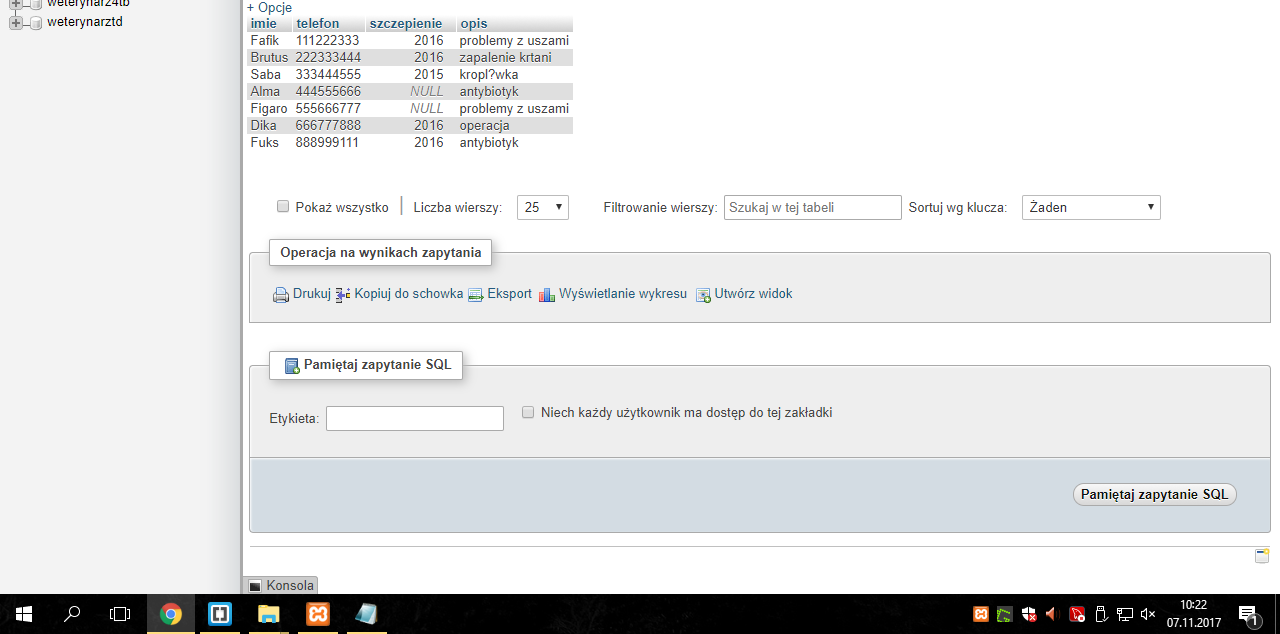 weterynarz4tb
weterynarztd
+ Opcje
imie telefon szczepienie opis
Fafik 111222333 2016 problemy z uszami
Brutus 222333444 2016 zapalenie krtani
Saba 333444555 2015 kropl?wka
Alma 444555666 NULL antybiotyk
Figaro 555666777 NULL problemy z uszami
Dika 666777888 2016 operacja
Fuks 888999111 2016 antybiotyk
Pokaż wszystko Liczba wierszy: 25 Filtrowanie wierszy: Szukaj w tej tabeli Sortuj wg klucza: Żaden
Operacja na wynikach zapytania
Drukuj Kopiuj do schowka Eksport Wyświetlanie wykresu Utwórz widok
Pamiętaj zapytanie SQL
Etykieta: Niech każdy użytkownik ma dostęp do tej zakładki
Pamiętaj zapytanie SQL
Konsola
10:22
07.11.2017
1